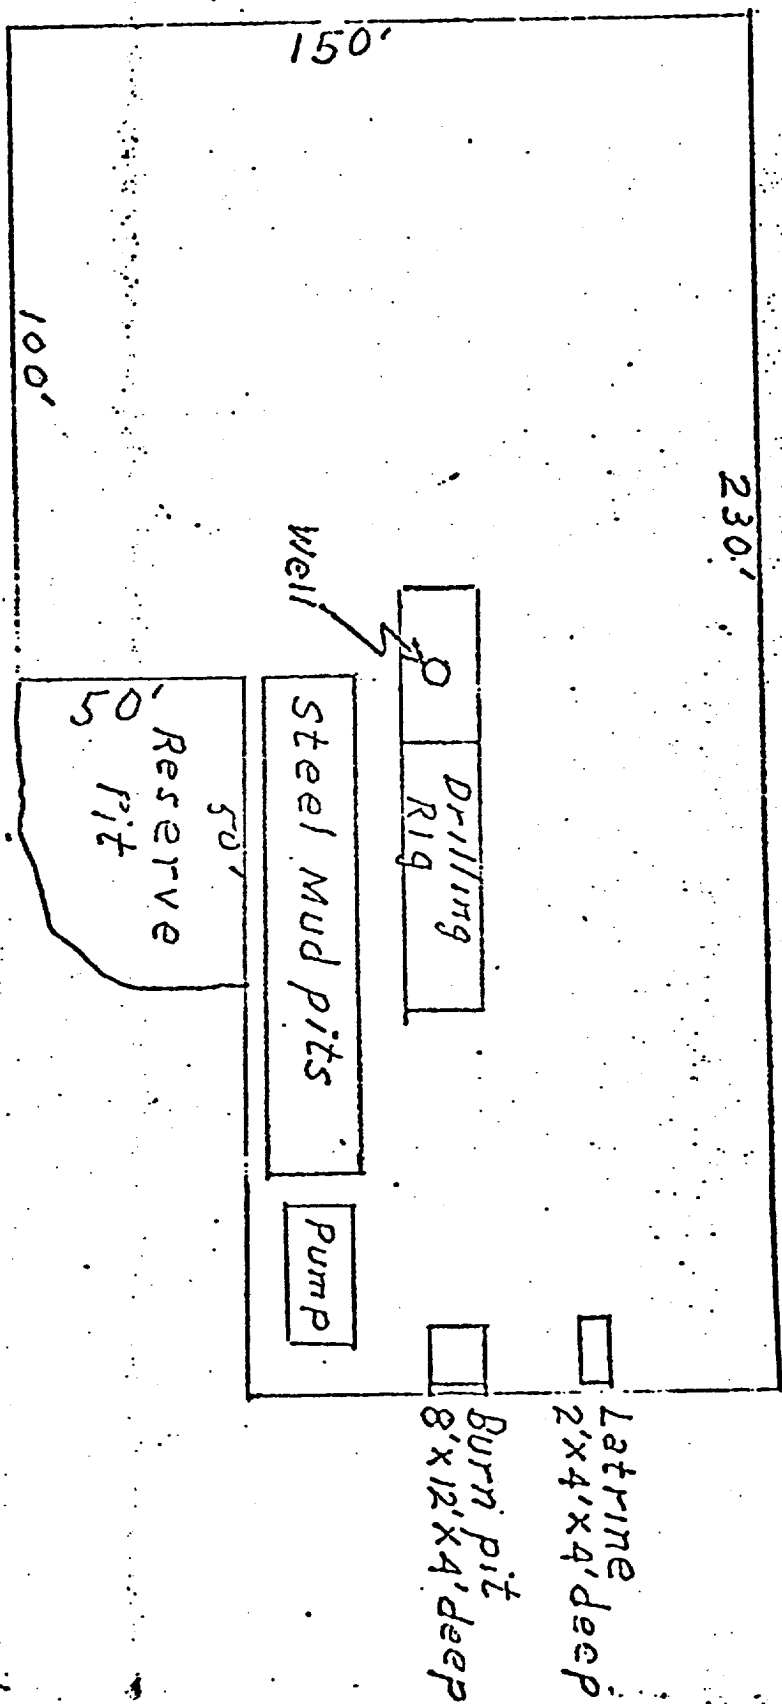 150'
230'
100'
Well
Drilling
Rig
Steel Mud pits
50'
50'
Reserve
Pit
Pump
Latrine
2'x4'x4' deep
Burn pit
8'x12'x4' deep